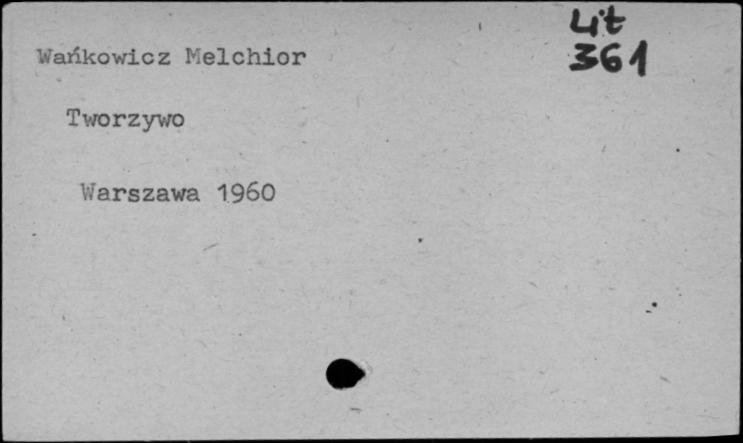 Lit
361
Wańkowicz Melchior
Tworzywo
Warszawa 1960